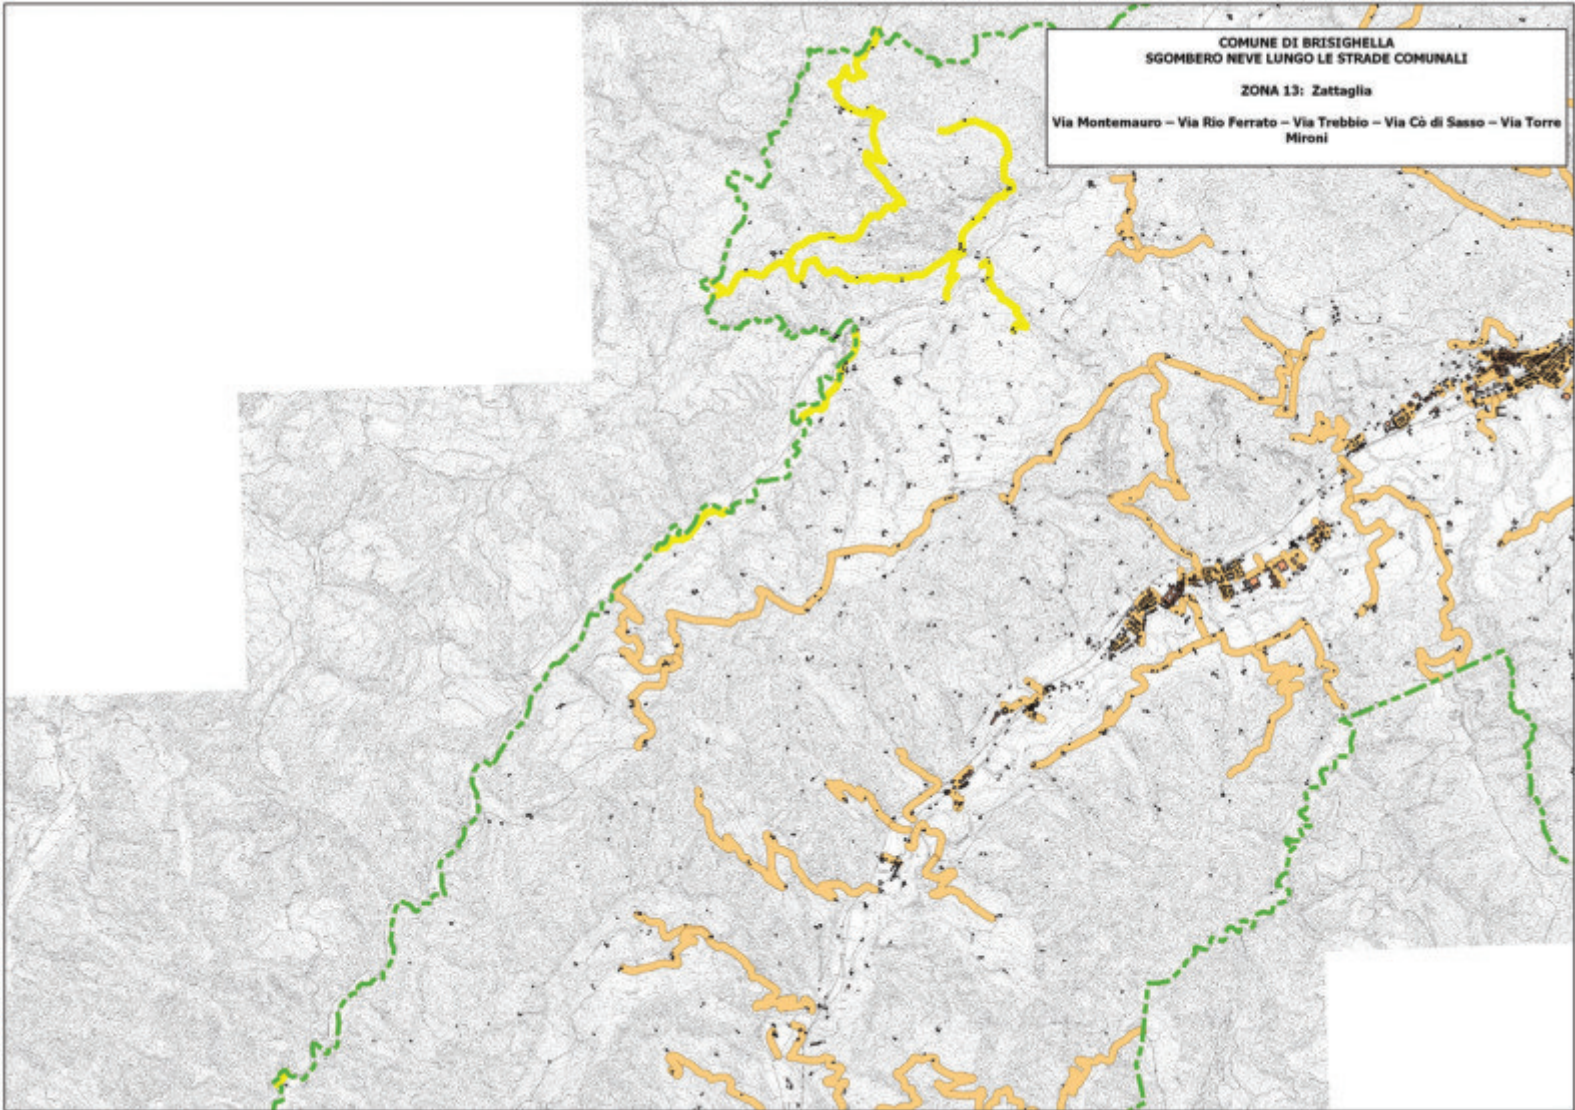 COMUNE DI BRISIGHELLA
SGOMBERO NEVE LUNGO LE STRADE COMUNALI
ZONA 13: Zattaglia
Via Montemauro – Via Rio Ferrato – Via Trebbio – Via Cò di Sasso – Via Torre
Mironi